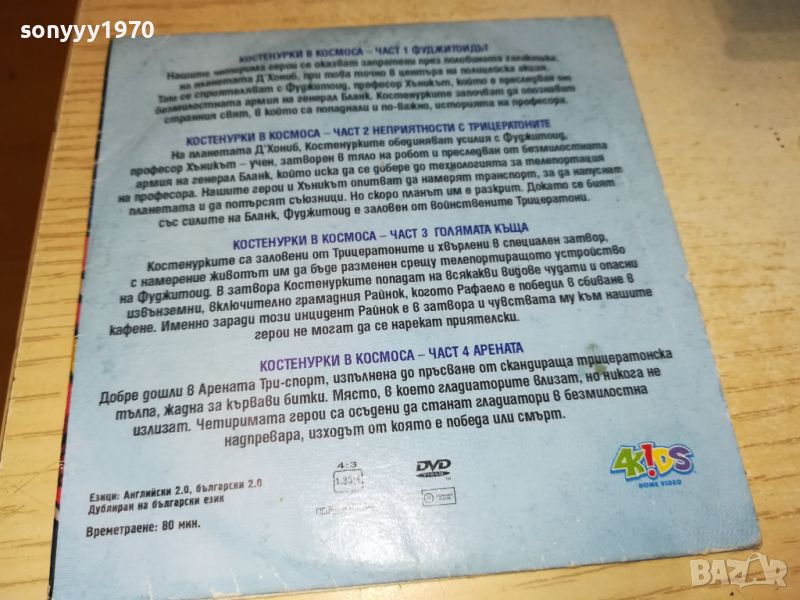 sonyyy1970
КОСТЕНУРКИ В КОСМОСА – ЧАСТ 1 ФУДЖИТОИДЪТ
Нашите четирима герои се оказват запратени през половината галактика,
на планетата Д'Хониб, при това точно в центъра на полицейска акция.
Там се сприятеляват с Фуджитоид, професор Хъникът, който е преследван от
безмилостната армия на генерал Бланк. Костенурките започват да опознават
странния свят, в който са попаднали и по-важно, историята на професора.
КОСТЕНУРКИ В КОСМОСА – ЧАСТ 2 НЕПРИЯТНОСТИ С ТРИЦЕРАТОНИТЕ
На планетата Д'Хониб, Костенурките обединяват усилия с Фуджитоид,
професор Хъникът – учен, затворен в тяло на робот и преследван от безмилостната
армия на генерал Бланк, който иска да се добере до технологията за телепортация
на професора. Нашите герои и Хъникът опитват да намерят транспорт, за да напуснат
планетата и да потърсят съюзници. Но скоро планът им е разкрит. Докато се бият
със силите на Бланк, Фуджитоид е заловен от войнствените Трицератони.
КОСТЕНУРКИ В КОСМОСА – ЧАСТ 3 ГОЛЯМАТА КЪЩА
Костенурките са заловени от Трицератоните и хвърлени в специален затвор,
с намерение животът им да бъде разменен срещу телепортиращото устройство
на Фуджитоид. В затвора Костенурките попадат на всякакви видове чудати и опасни
извънземни, включително грамадния Райнок, когото Рафаело е победил в сбиване в
кафене. Именно заради този инцидент Райнок е в затвора и чувствата му към нашите
герои не могат да се нарекат приятелски.
КОСТЕНУРКИ В КОСМОСА – ЧАСТ 4 АРЕНАТА
Добре дошли в Арената Три-спорт, изпълнена до пръсване от скандираща трицератонска
тълпа, жадна за кървави битки. Място, в което гладиаторите влизат, но никога не
излизат. Четиримата герои са осъдени да станат гладиатори в безмилостна
надпревара, изходът от която е победа или смърт.
Езици: Английски 2.0, български 2.0
Дублиран на български език
Времетраене: 80 мин.
4:3
1.33:1
DVD
VIDEO
4K!DS
HOME VIDEO
BAZAR